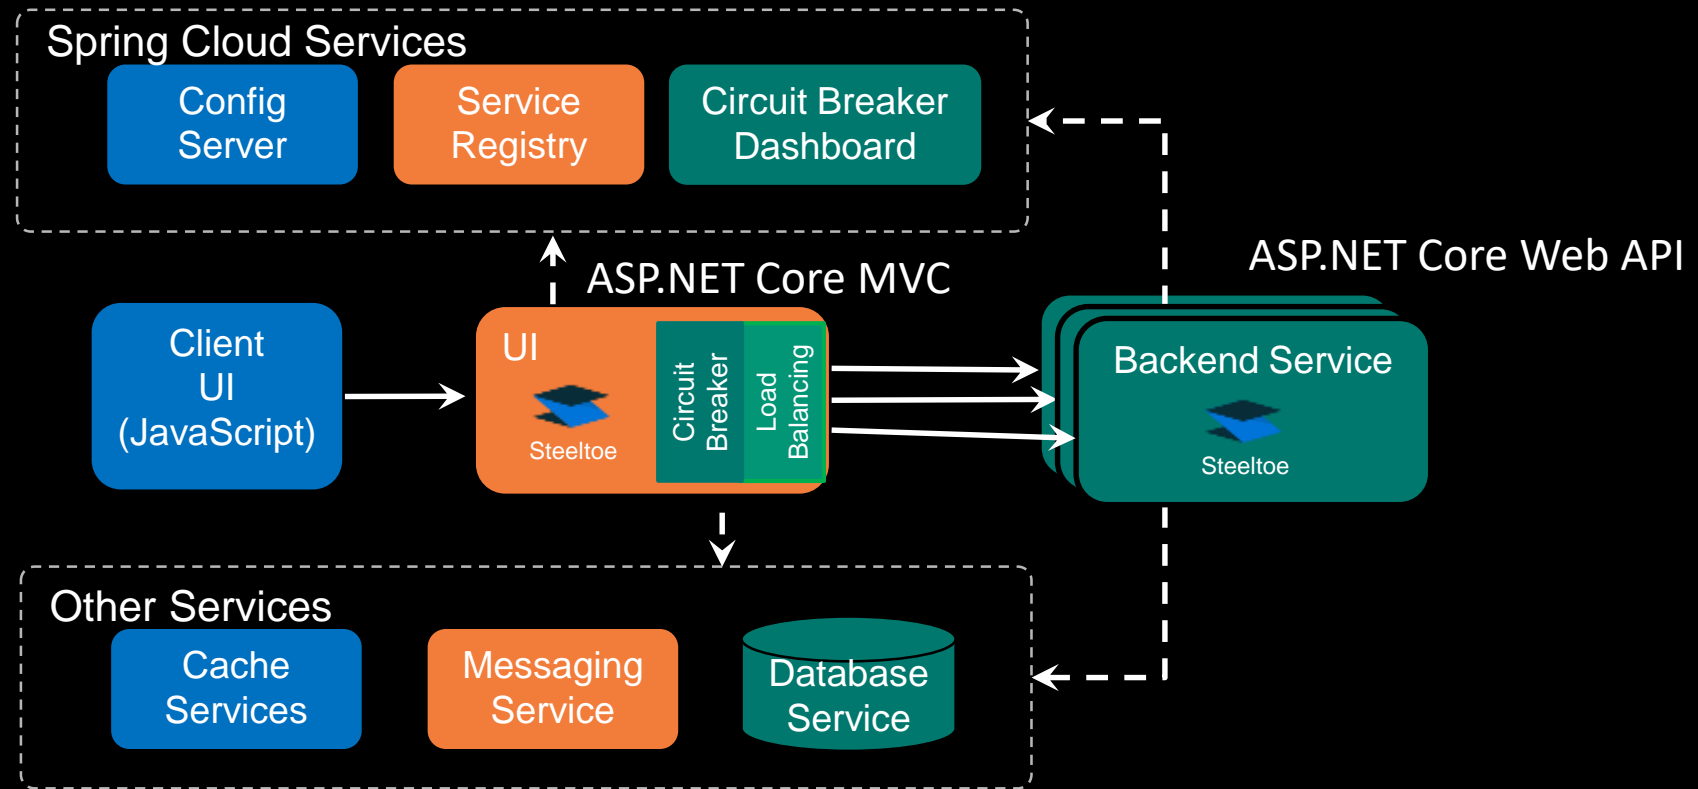 Spring Cloud Services
Config
Server
Service
Registry
Circuit Breaker
Dashboard
ASP.NET Core MVC
ASP.NET Core Web API
Client
UI
(JavaScript)
UI
Steeltoe
Circuit
Breaker
Load
Balancing
Backend Service
Steeltoe
Other Services
Cache
Services
Messaging
Service
Database
Service